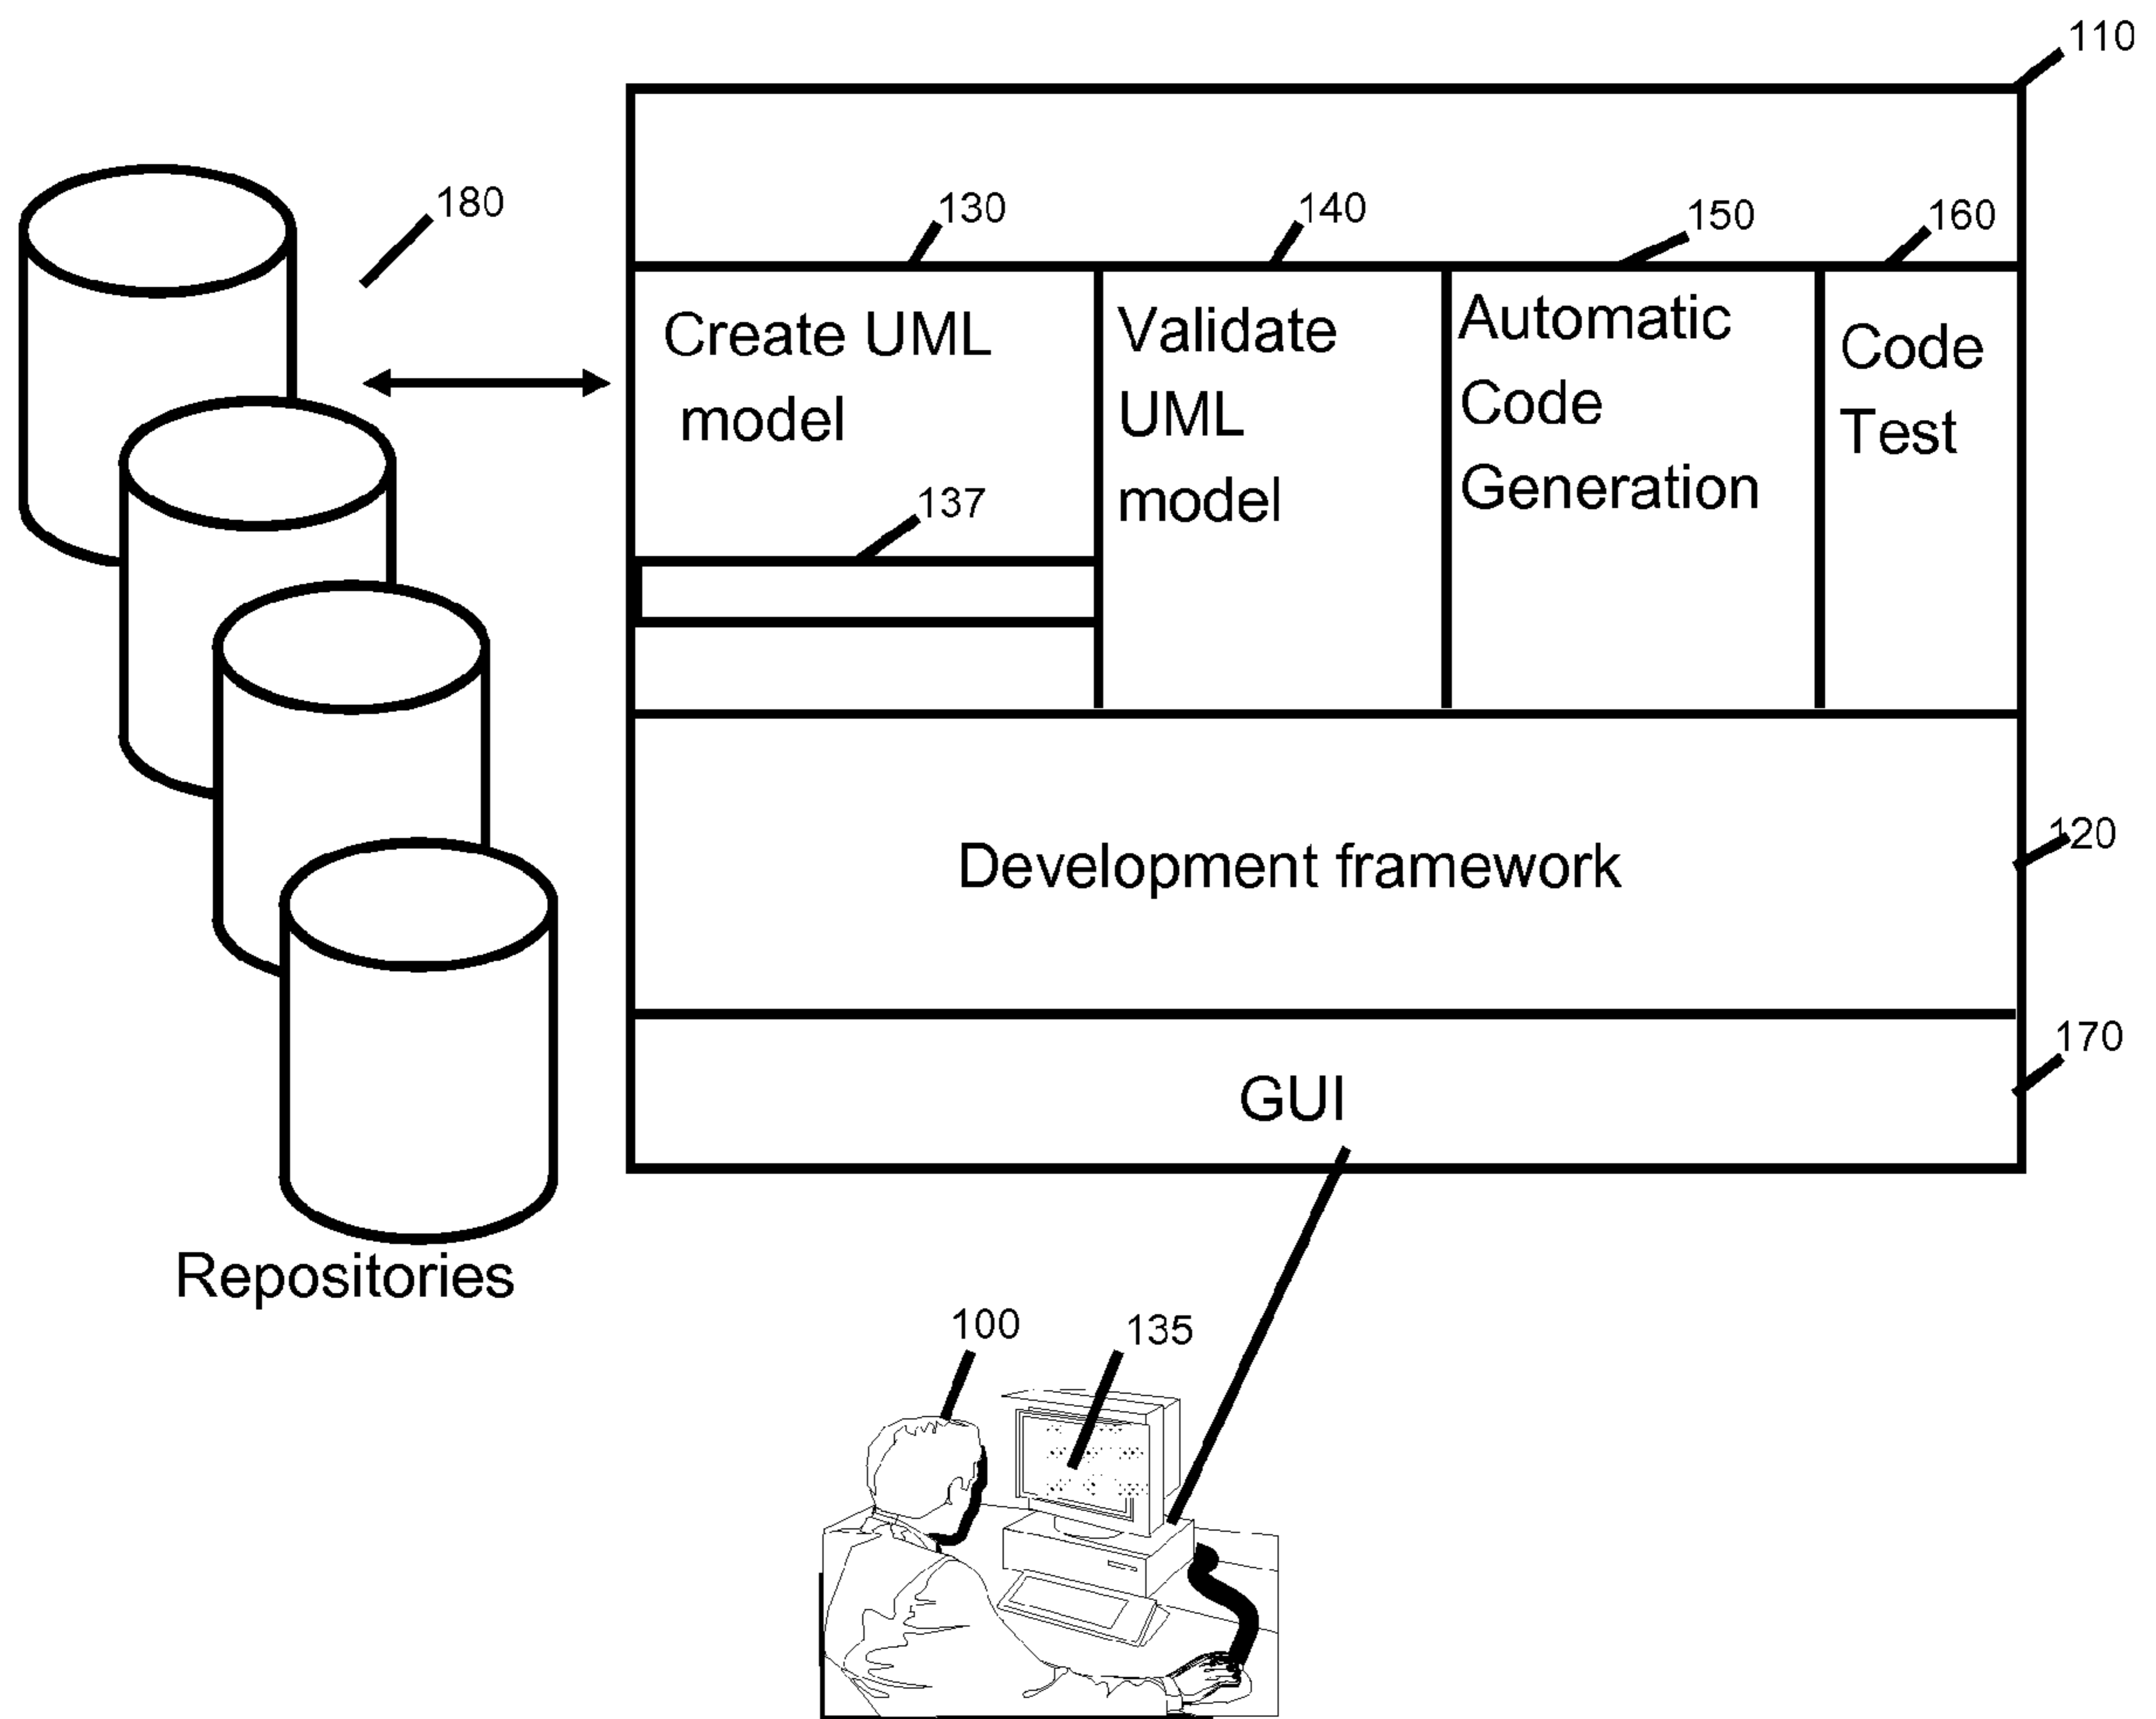 110
180
130
140
150
160
Create UML
model
Validate
UML
model
Automatic
Code
Generation
Code
Test
137
Development framework
120
170
GUI
Repositories
100
135